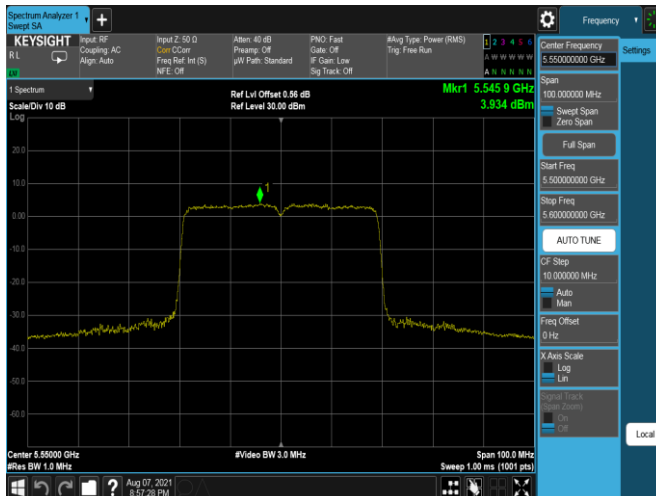 Spectrum Analyzer 1
Swept SA
Frequency
KEYSIGHT
R L
Input: RF
Coupling: AC
Align: Auto
Input Z: 50 Ω
Corr CCorr
Freq Ref: Int (S)
NFE: Off
Atten: 40 dB
Preamp: Off
µW Path: Standard
PNO: Fast
Gate: Off
IF Gain: Low
Sig Track: Off
#Avg Type: Power (RMS)
Trig: Free Run
1 2 3 4 5 6
A W W W W W
A N N N N N
1 Spectrum
Scale/Div 10 dB
Log
Ref Lvl Offset 0.56 dB
Ref Level 30.00 dBm
Mkr1 5.545 9 GHz
3.934 dBm
20.0
10.0
0.00
-10.0
-20.0
-30.0
-40.0
-50.0
-60.0
1
Center 5.55000 GHz
#Res BW 1.0 MHz
#Video BW 3.0 MHz
Span 100.0 MHz
Sweep 1.00 ms (1001 pts)
Aug 07, 2021
8:57:28 PM
Center Frequency
5.550000000 GHz
Settings
Span
100.000000 MHz
Swept Span
Zero Span
Full Span
Start Freq
5.500000000 GHz
Stop Freq
5.600000000 GHz
AUTO TUNE
CF Step
10.000000 MHz
Auto
Man
Freq Offset
0 Hz
X Axis Scale
Log
Lin
Signal Track
(Span Zoom)
On
Off
Local